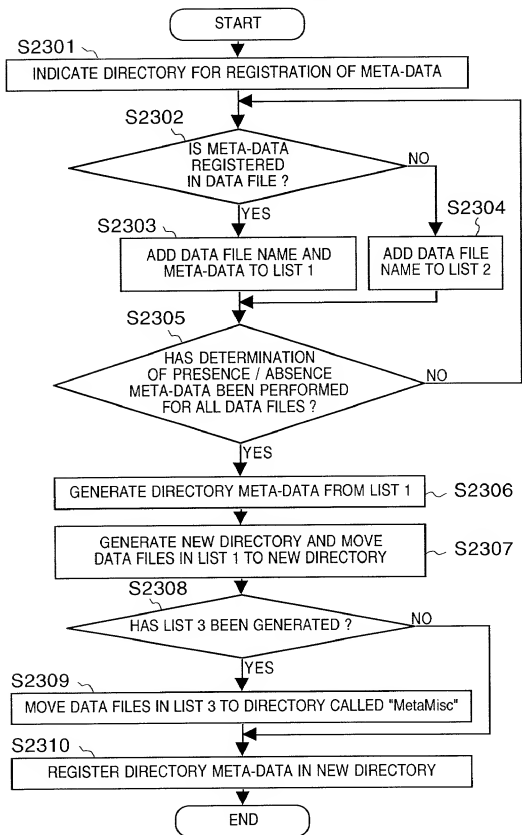 START
S2301
INDICATE DIRECTORY FOR REGISTRATION OF META-DATA
S2302
IS META-DATA
REGISTERED
IN DATA FILE ?
NO
YES
S2303
S2304
ADD DATA FILE NAME AND
META-DATA TO LIST 1
ADD DATA FILE
NAME TO LIST 2
S2305
HAS DETERMINATION
OF PRESENCE / ABSENCE
META-DATA BEEN PERFORMED
FOR ALL DATA FILES ?
NO
YES
GENERATE DIRECTORY META-DATA FROM LIST 1
S2306
GENERATE NEW DIRECTORY AND MOVE
DATA FILES IN LIST 1 TO NEW DIRECTORY
S2307
S2308
HAS LIST 3 BEEN GENERATED ?
NO
YES
S2309
MOVE DATA FILES IN LIST 3 TO DIRECTORY CALLED "MetaMisc"
S2310
REGISTER DIRECTORY META-DATA IN NEW DIRECTORY
END